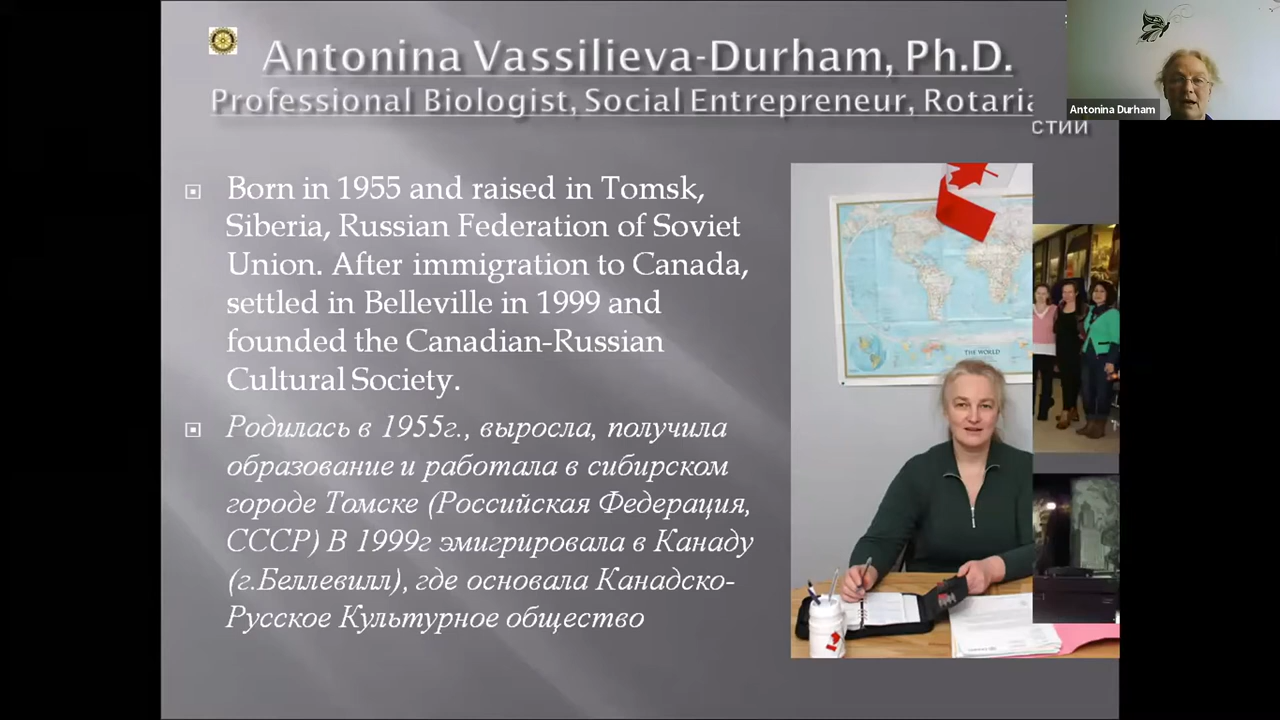 Antonina Vassilieva-Durham, Ph.D.
Professional Biologist, Social Entrepreneur, Rotaria
Antonina Durham
стии
Born in 1955 and raised in Tomsk,
Siberia, Russian Federation of Soviet
Union. After immigration to Canada,
settled in Belleville in 1999 and
founded the Canadian-Russian
Cultural Society.
Родилась в 1955г., выросла, получила
образование и работала в сибирском
городе Томске (Российская Федерация,
СССР) В 1999г эмигрировала в Канаду
(г.Беллевилл), где основала Канадско-
Русское Культурное общество
THE WORLD